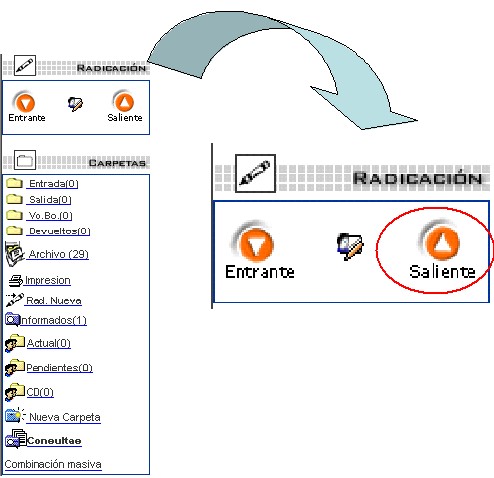 RADICACIÓN
Entrante
Saliente
CARPETAS
Entrada(0)
Salida(0)
Vo.Bo.(0)
Devueltos(0)
Archivo (29)
Impresion
Rad. Nueva
Informados(1)
Actual(0)
Pendientes(0)
CD(0)
Nueva Carpeta
Consultas
Combinación masiva
RADICACIÓN
Entrante
Saliente